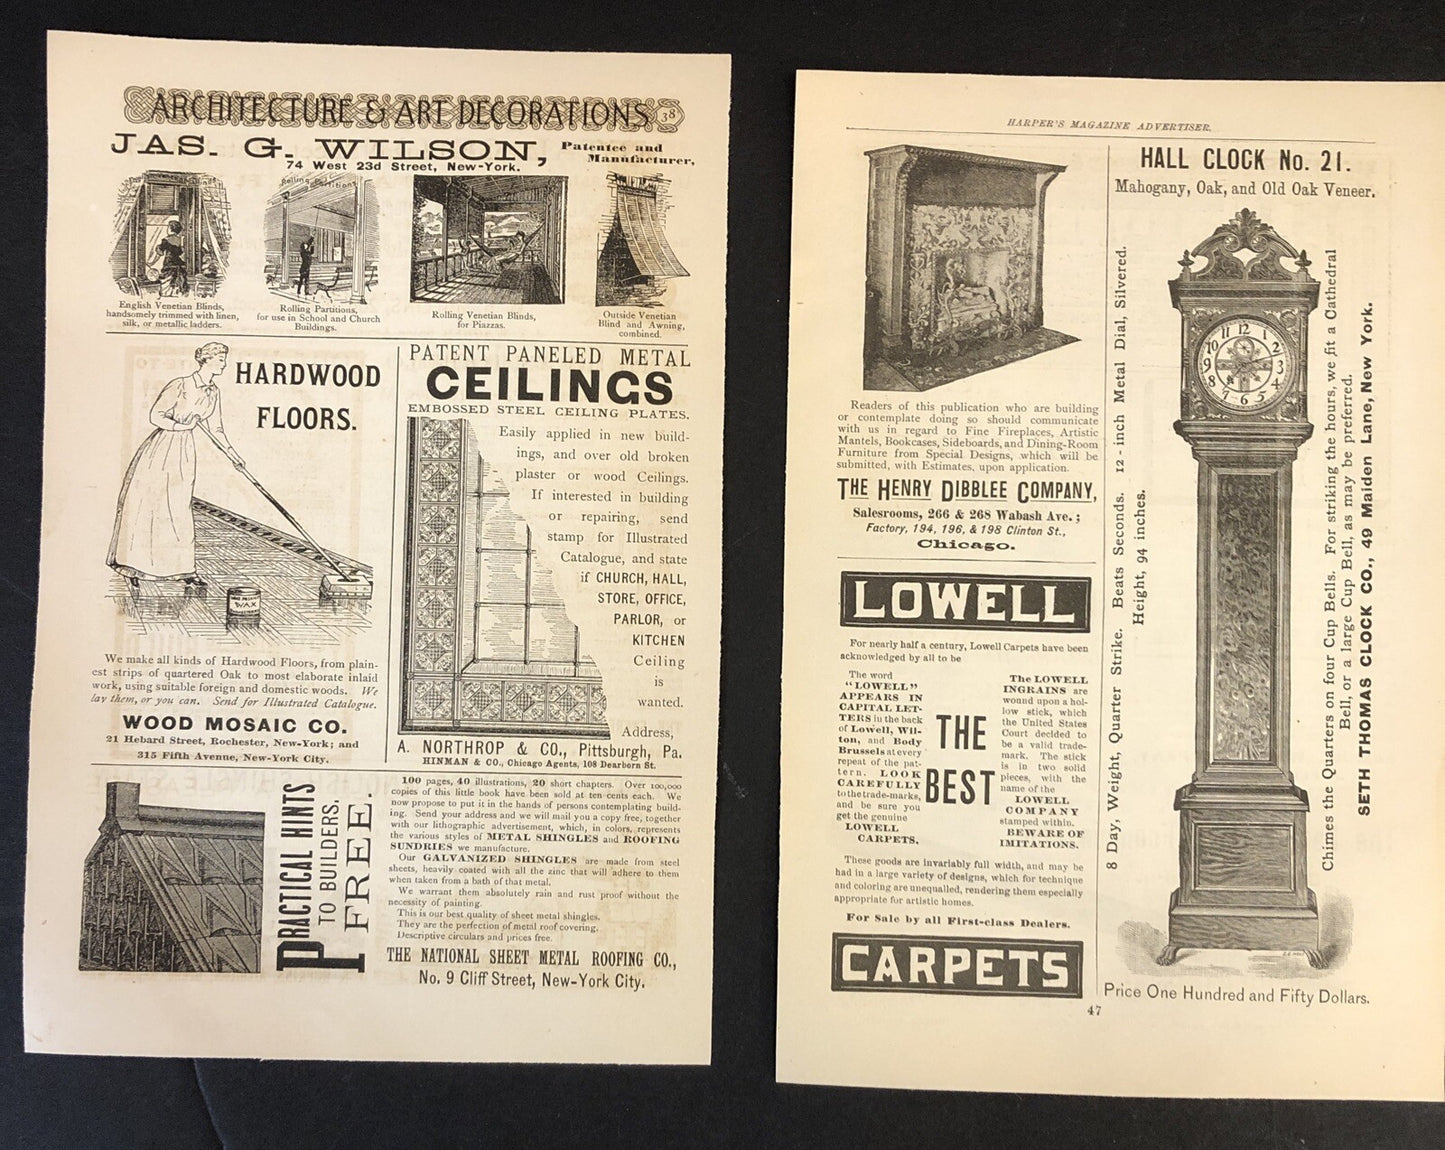 ARCHITECTURE & ART DECORATIONS 38
JAS. G. WILSON,
Patentee and
Manufacturer,
74 West 23d Street, New-York.
Rolling Partitions
English Venetian Blinds,
handsomely trimmed with linen,
silk, or metallic ladders.
Rolling Partitions,
for use in School and Church
Buildings.
Rolling Venetian Blinds,
for Piazzas.
Outside Venetian
Blind and Awning,
combined.
HARDWOOD
FLOORS.
WAX
We make all kinds of Hardwood Floors, from plain-
est strips of quartered Oak to most elaborate inlaid
work, using suitable foreign and domestic woods. We
lay them, or you can. Send for Illustrated Catalogue.
WOOD MOSAIC CO.
21 Hebard Street, Rochester, New-York; and
315 Fifth Avenue, New-York City.
PATENT PANELED METAL
CEILINGS
EMBOSSED STEEL CEILING PLATES.
Easily applied in new build-
ings, and over old broken
plaster or wood Ceilings.
If interested in building
or repairing, send
stamp for Illustrated
Catalogue, and state
if CHURCH, HALL,
STORE, OFFICE,
PARLOR, or
KITCHEN
Ceiling
is
wanted.
Address,
A. NORTHROP & CO., Pittsburgh, Pa.
HINMAN & CO., Chicago Agents, 108 Dearborn St.
PRACTICAL HINTS
TO BUILDERS.
FREE.
100 pages, 40 illustrations, 20 short chapters. Over 100,000
copies of this little book have been sold at ten cents each. We
now propose to put it in the hands of persons contemplating build-
ing. Send your address and we will mail you a copy free, together
with our lithographic advertisement, which, in colors, represents
the various styles of METAL SHINGLES and ROOFING
SUNDRIES we manufacture.
Our GALVANIZED SHINGLES are made from steel
sheets, heavily coated with all the zinc that will adhere to them
when taken from a bath of that metal.
We warrant them absolutely rain and rust proof without the
necessity of painting.
This is our best quality of sheet metal shingles.
They are the perfection of metal roof covering.
Descriptive circulars and prices free.
THE NATIONAL SHEET METAL ROOFING CO.,
No. 9 Cliff Street, New-York City.
HARPER'S MAGAZINE ADVERTISER.
Readers of this publication who are building
or contemplate doing so should communicate
with us in regard to Fine Fireplaces, Artistic
Mantels, Bookcases, Sideboards, and Dining-Room
Furniture from Special Designs, which will be
submitted, with Estimates, upon application.
THE HENRY DIBBLEE COMPANY,
Salesrooms, 266 & 268 Wabash Ave.;
Factory, 194, 196, & 198 Clinton St.,
Chicago.
LOWELL
For nearly half a century, Lowell Carpets have been
acknowledged by all to be
The word
"LOWELL"
APPEARS IN
CAPITAL LET-
TERS in the back
of Lowell, Wil-
ton, and Body
Brussels at every
repeat of the pat-
tern. LOOK
CAREFULLY
to the trade-marks,
and be sure you
get the genuine
LOWELL
CARPETS.
THE
BEST
The LOWELL
INGRAINS are
wound upon a hol-
low stick, which
the United States
Court decided to
be a valid trade-
mark. The stick
is in two solid
pieces, with the
name of the
LOWELL
COMPANY
stamped within.
BEWARE OF
IMITATIONS.
These goods are invariably full width, and may be
had in a large variety of designs, which for technique
and coloring are unequalled, rendering them especially
appropriate for artistic homes.
For Sale by all First-class Dealers.
CARPETS
HALL CLOCK No. 21.
Mahogany, Oak, and Old Oak Veneer.
8 Day, Weight, Quarter Strike. Beats Seconds. 12-inch Metal Dial, Silvered.
Height, 94 inches.
12 1 2 3 4 5 6 7 8 9 10 11
Chimes the Quarters on four Cup Bells. For striking the hours, we fit a Cathedral
Bell, or a large Cup Bell, as may be preferred.
SETH THOMAS CLOCK CO., 49 Maiden Lane, New York.
Price One Hundred and Fifty Dollars.
47